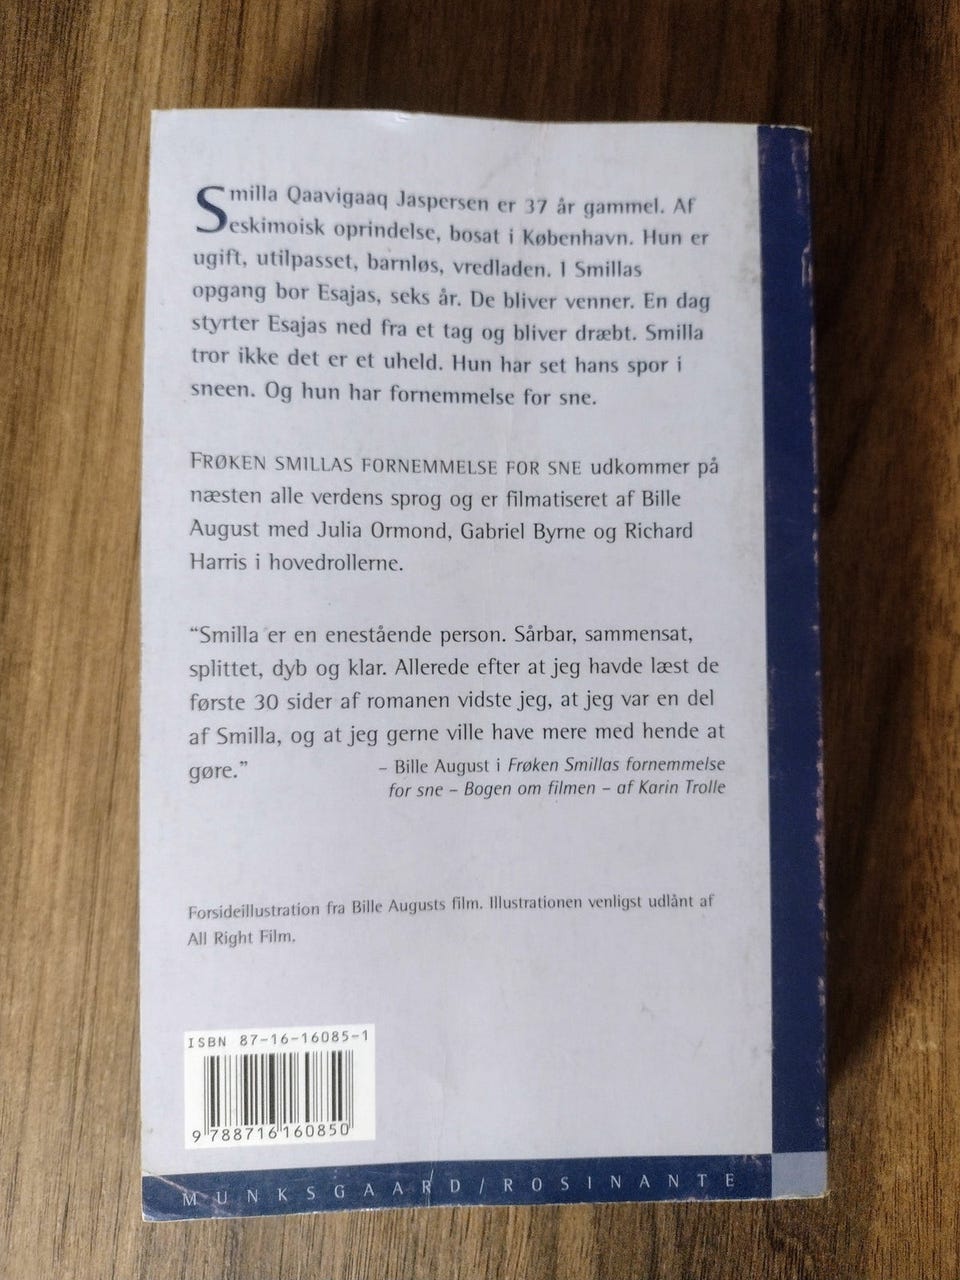 Smilla Qaavigaaq Jaspersen er 37 år gammel. Af
eskimoisk oprindelse, bosat i København. Hun er
ugift, utilpasset, barnløs, vredladen. I Smillas
opgang bor Esajas, seks år. De bliver venner. En dag
styrter Esajas ned fra et tag og bliver dræbt. Smilla
tror ikke det er et uheld. Hun har set hans spor i
sneen. Og hun har fornemmelse for sne.
FRØKEN SMILLAS FORNEMMELSE FOR SNE udkommer på
næsten alle verdens sprog og er filmatiseret af Bille
August med Julia Ormond, Gabriel Byrne og Richard
Harris i hovedrollerne.
“Smilla er en enestående person. Sårbar, sammensat,
splittet, dyb og klar. Allerede efter at jeg havde læst de
første 30 sider af romanen vidste jeg, at jeg var en del
af Smilla, og at jeg gerne ville have mere med hende at
gøre.”
– Bille August i Frøken Smillas fornemmelse
for sne – Bogen om filmen – af Karin Trolle
Forsideillustration fra Bille Augusts film. Illustrationen venligst udlånt af
All Right Film.
ISBN 87-16-16085-1
9 788716 160850
MUNKSGAARD/ROSINANTE